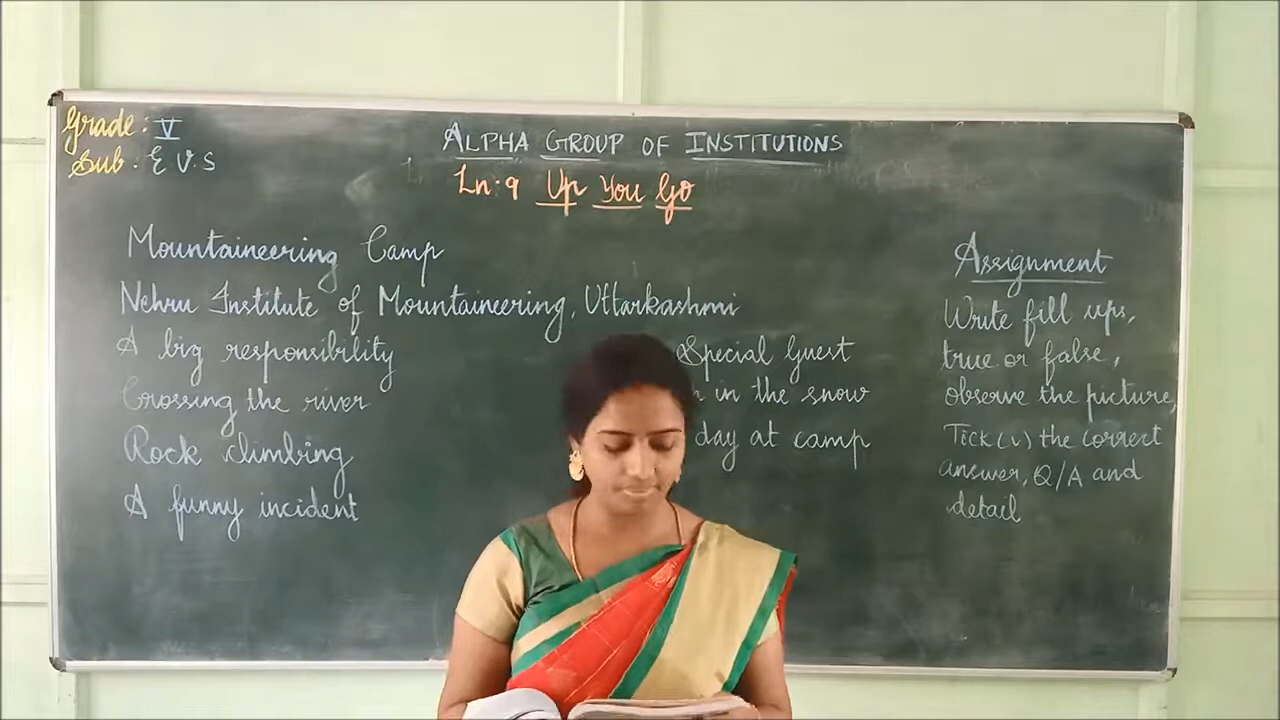 Grade : V
Sub : E V S
ALPHA GROUP OF INSTITUTIONS
Ln : 9 Up You Go
Mountaineering Camp
Nehru Institute of Mountaineering, Uttarkashmi
A big responsibility
Crossing the river
Rock climbing
A funny incident
Special Guest
in the snow
day at camp
Assignment
Write fill ups,
true or false,
observe the picture,
Tick (✓) the correct
answer, Q/A and
detail